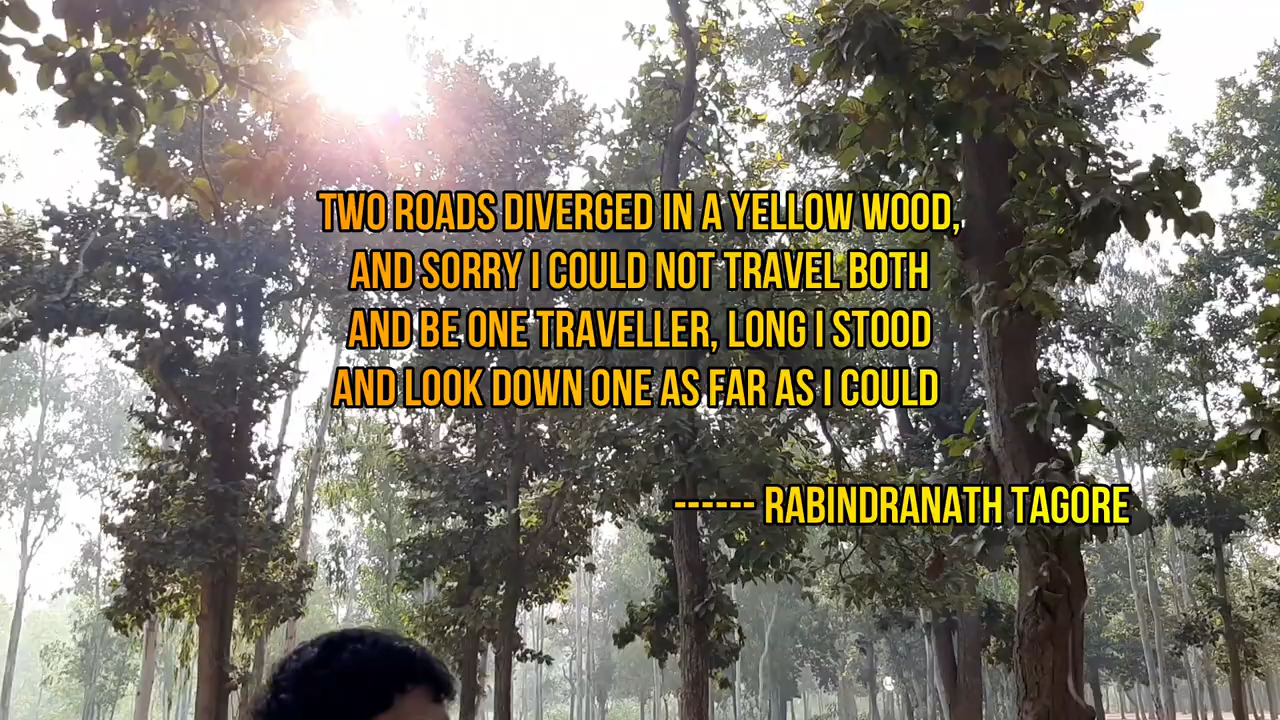 TWO ROADS DIVERGED IN A YELLOW WOOD,
AND SORRY I COULD NOT TRAVEL BOTH
AND BE ONE TRAVELLER, LONG I STOOD
AND LOOK DOWN ONE AS FAR AS I COULD
------ RABINDRANATH TAGORE